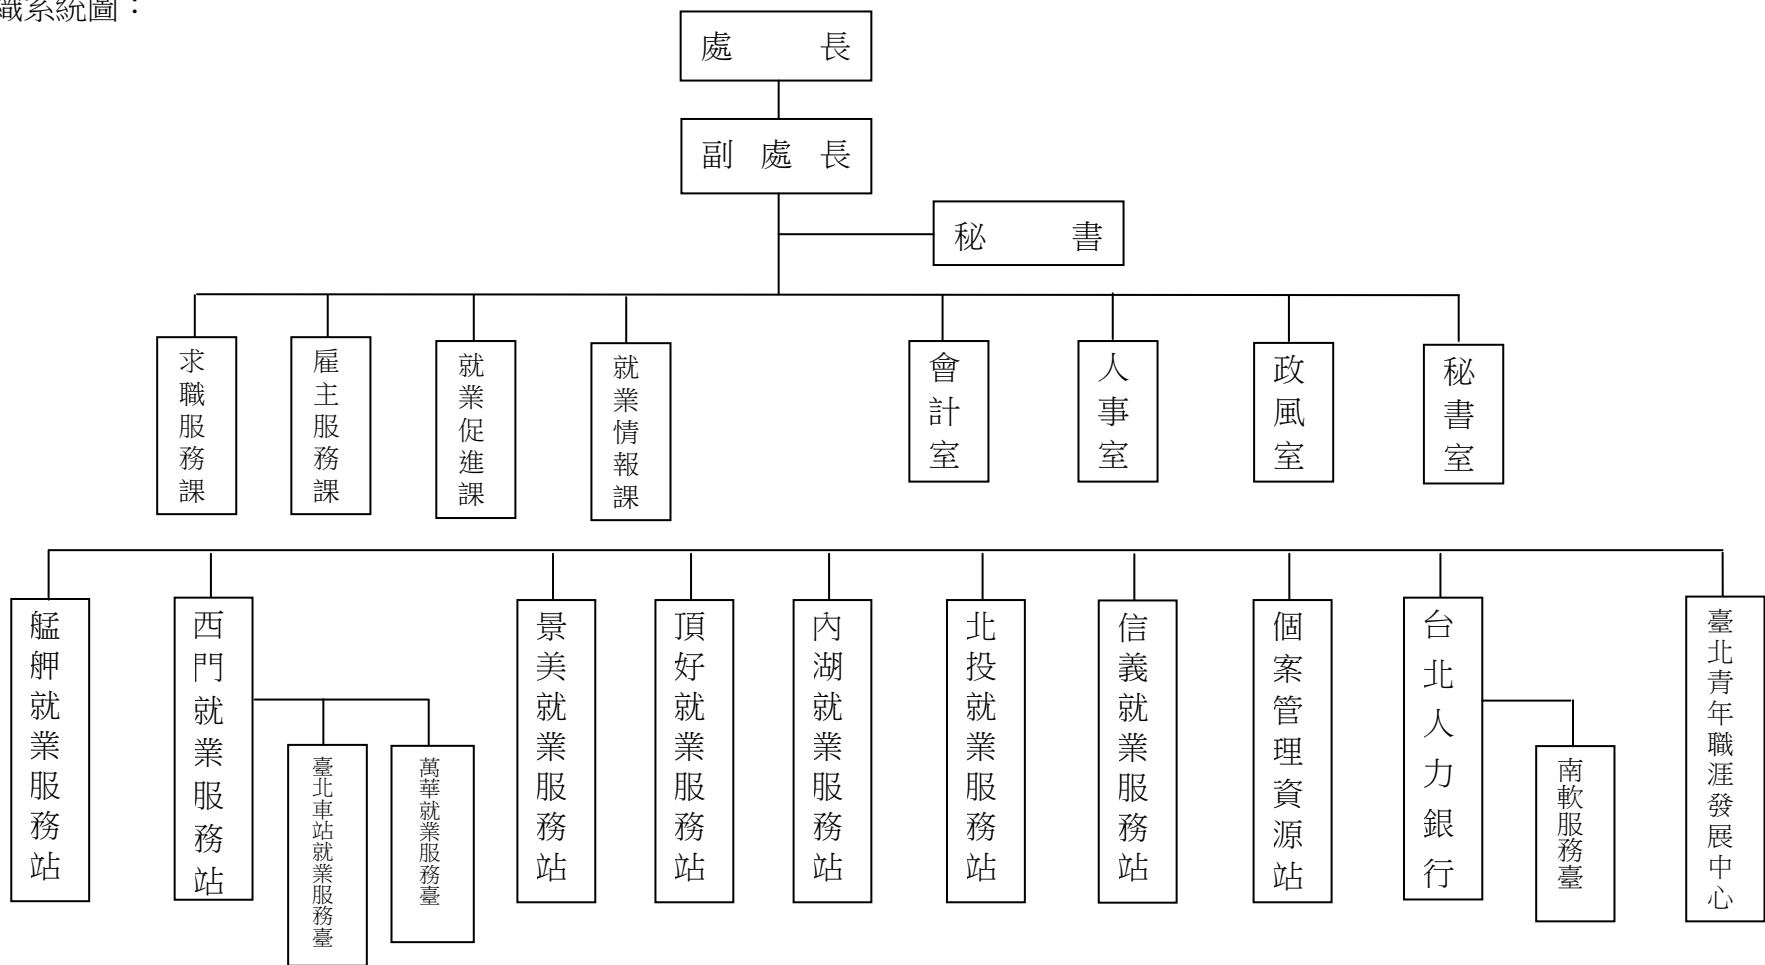 織系統圖：
處長
副處長
秘書
求職服務課
雇主服務課
就業促進課
就業情報課
會計室
人事室
政風室
秘書室
艋舺就業服務站
西門就業服務站
臺北車站就業服務臺
萬華就業服務臺
景美就業服務站
頂好就業服務站
內湖就業服務站
北投就業服務站
信義就業服務站
個案管理資源站
台北人力銀行
南軟服務臺
臺北青年職涯發展中心